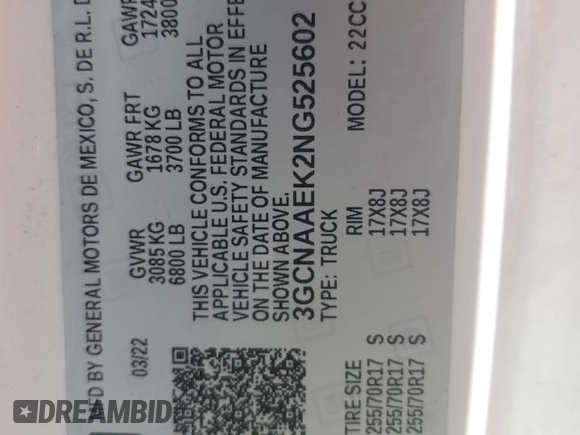 ED BY GENERAL MOTORS DE MEXICO, S. DE R.L. D
03/22 GVWR GAWR FRT GAWR
3085 KG 1678 KG 1724
6800 LB 3700 LB 3800
THIS VEHICLE CONFORMS TO ALL
APPLICABLE U.S. FEDERAL MOTOR
VEHICLE SAFETY STANDARDS IN EFFE
ON THE DATE OF MANUFACTURE
SHOWN ABOVE.
3GCNAAEK2NG525602
TYPE: TRUCK MODEL: 22CC
TIRE SIZE RIM
255/70R17 S 17X8J
255/70R17 S 17X8J
255/70R17 S 17X8J
DREAMBID